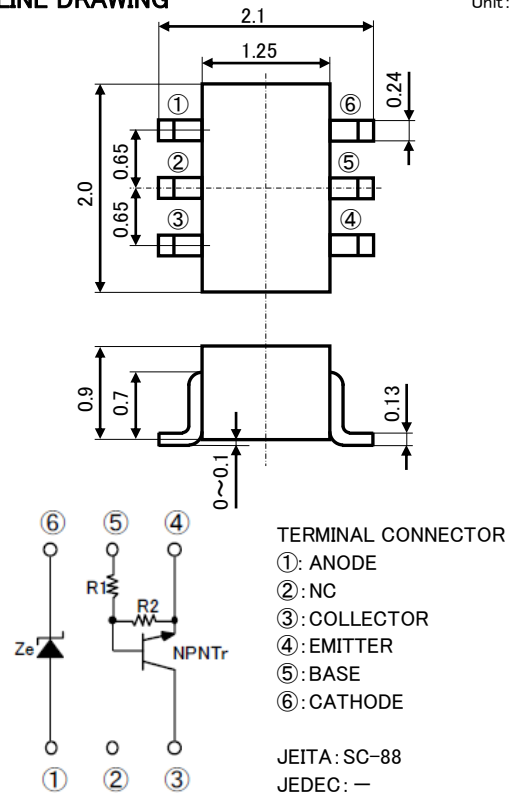 LINE DRAWING
Unit:
2.1
1.25
① ⑥
0.24
0.65
② ⑤
2.0
0.65
③ ④
0.9
0.7
0.13
0~0.1
⑥ ⑤ ④
R1
R2
Ze
NPNTr
① ② ③
TERMINAL CONNECTOR
①: ANODE
②: NC
③: COLLECTOR
④: EMITTER
⑤: BASE
⑥: CATHODE
JEITA: SC-88
JEDEC: —